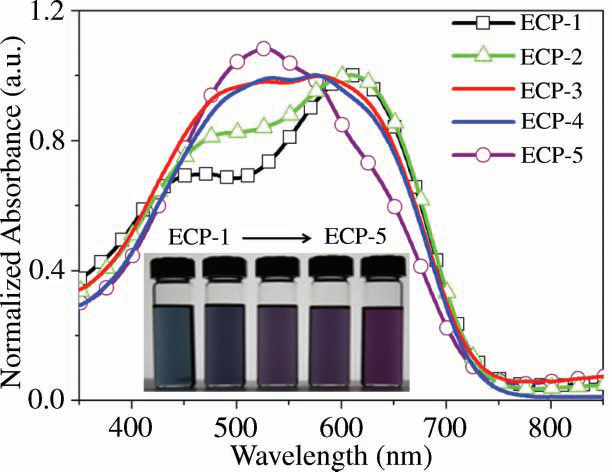 1.2
0.8
0.4
0.0
Normalized Absorbance (a.u.)
ECP-1
ECP-2
ECP-3
ECP-4
ECP-5
ECP-1 → ECP-5
400 500 600 700 800
Wavelength (nm)